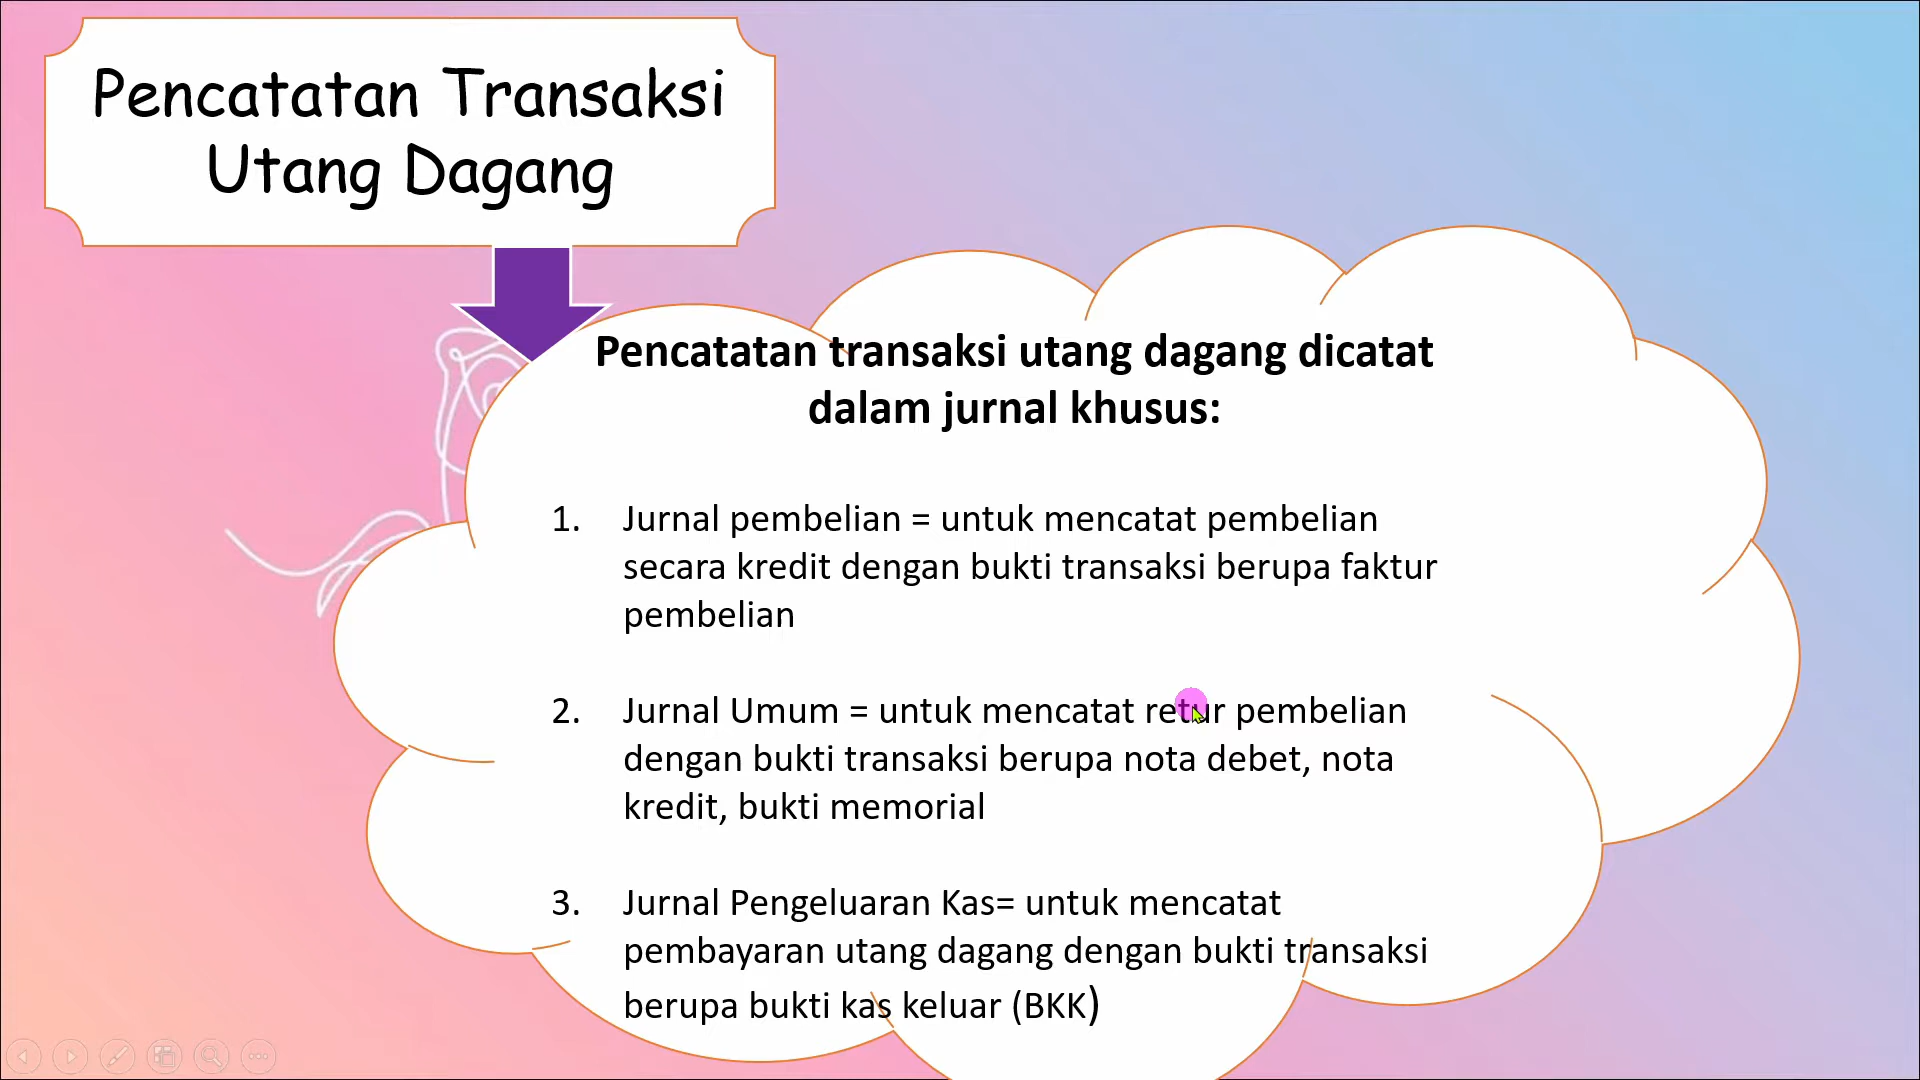 Pencatatan Transaksi
Utang Dagang
Pencatatan transaksi utang dagang dicatat
dalam jurnal khusus:
1. Jurnal pembelian = untuk mencatat pembelian
secara kredit dengan bukti transaksi berupa faktur
pembelian
2. Jurnal Umum = untuk mencatat retur pembelian
dengan bukti transaksi berupa nota debet, nota
kredit, bukti memorial
3. Jurnal Pengeluaran Kas= untuk mencatat
pembayaran utang dagang dengan bukti transaksi
berupa bukti kas keluar (BKK)